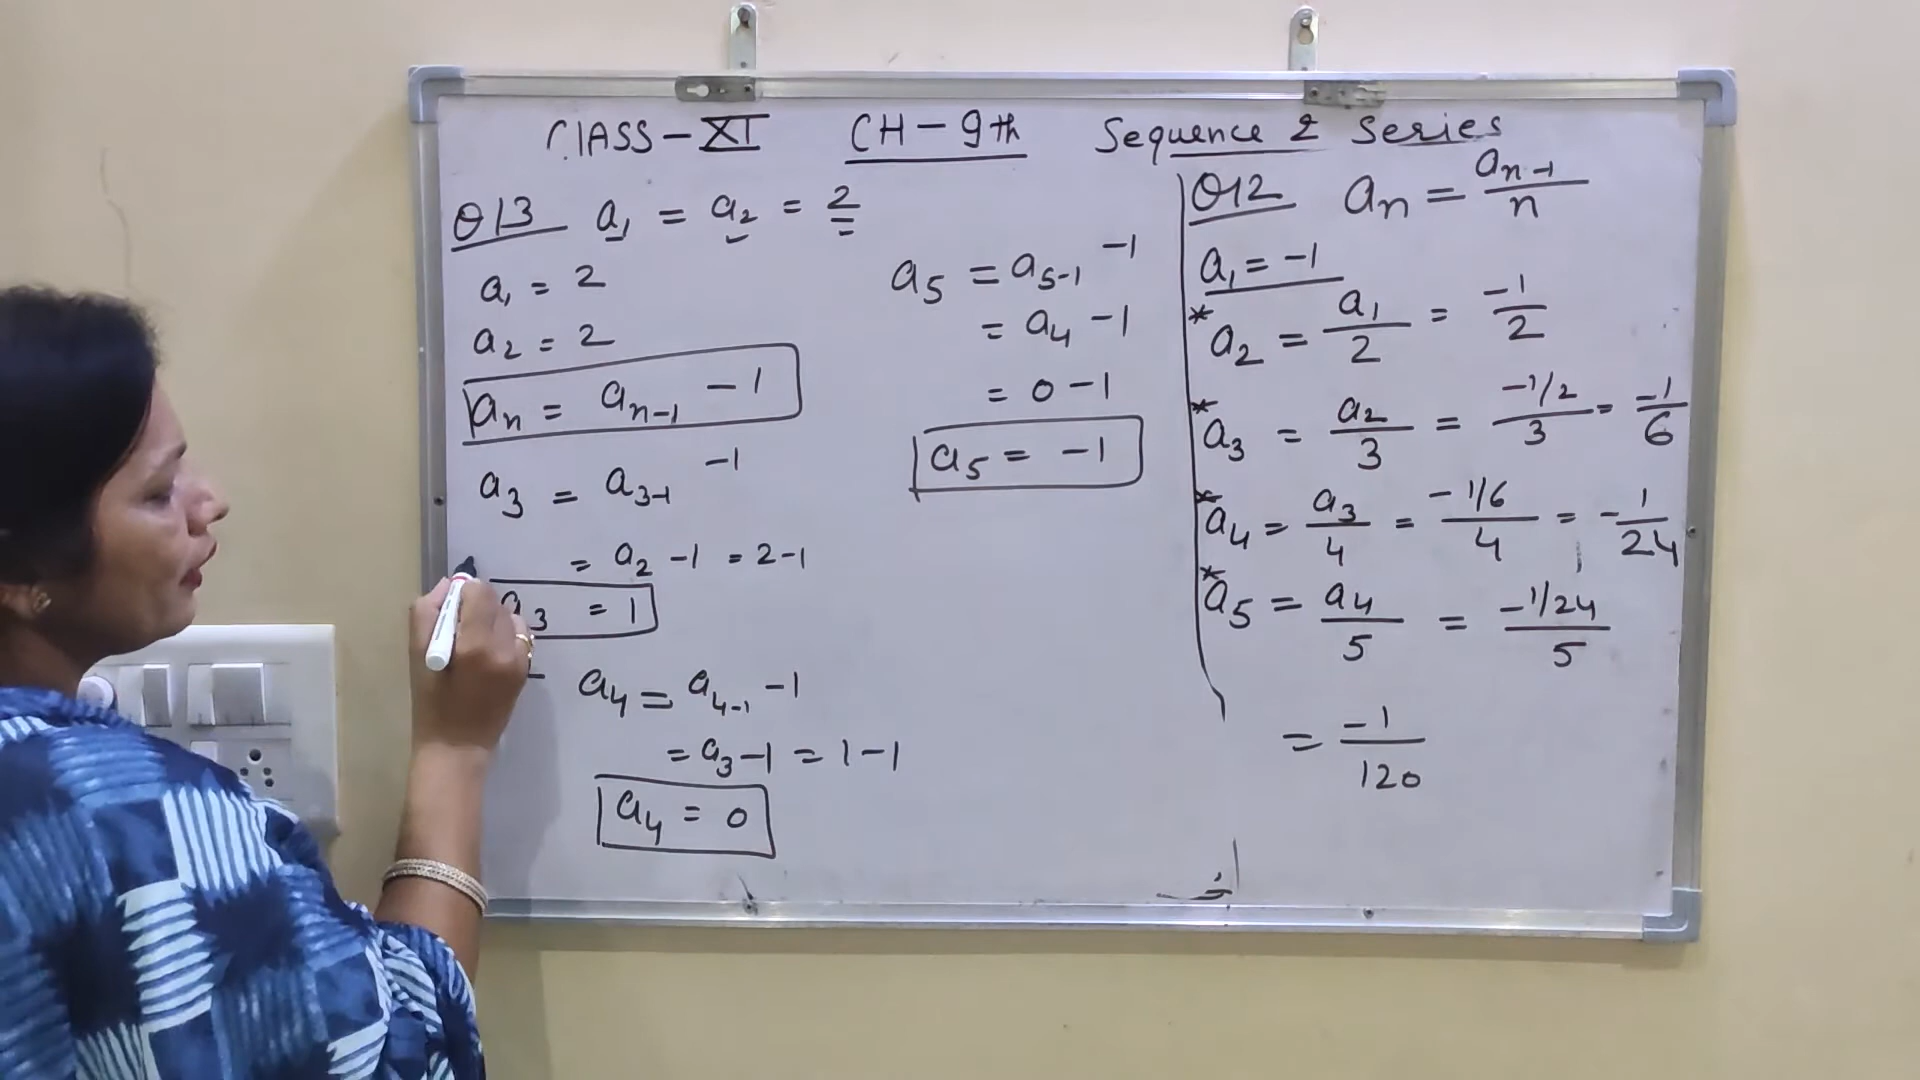 CLASS-XI CH-9th Sequence & Series
Q13 a₁ = a₂ = 2
a₁ = 2
a₂ = 2
aₙ = aₙ₋₁ - 1
a₃ = a₃₋₁ - 1
= a₂ - 1 = 2-1
a₃ = 1
a₄ = a₄₋₁ - 1
= a₃ - 1 = 1 - 1
a₄ = 0
a₅ = a₅₋₁ - 1
= a₄ - 1
= 0 - 1
a₅ = -1
Q12 aₙ = aₙ₋₁/n
a₁ = -1
* a₂ = a₁/2 = -1/2
* a₃ = a₂/3 = (-1/2)/3 = -1/6
* a₄ = a₃/4 = (-1/6)/4 = -1/24
* a₅ = a₄/5 = (-1/24)/5
= -1/120